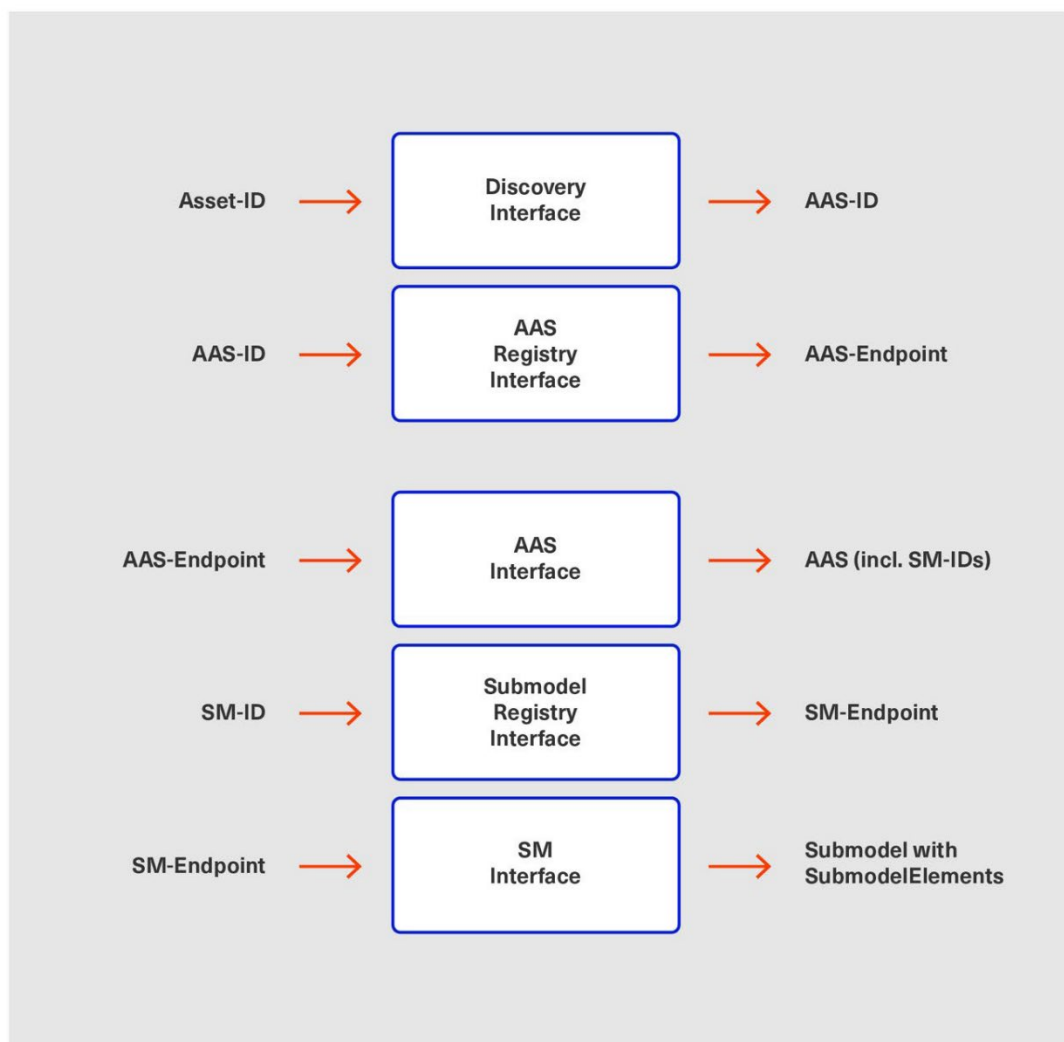 Asset-ID
Discovery
Interface
AAS-ID
AAS-ID
AAS
Registry
Interface
AAS-Endpoint
AAS-Endpoint
AAS
Interface
AAS (incl. SM-IDs)
SM-ID
Submodel
Registry
Interface
SM-Endpoint
SM-Endpoint
SM
Interface
Submodel with
SubmodelElements